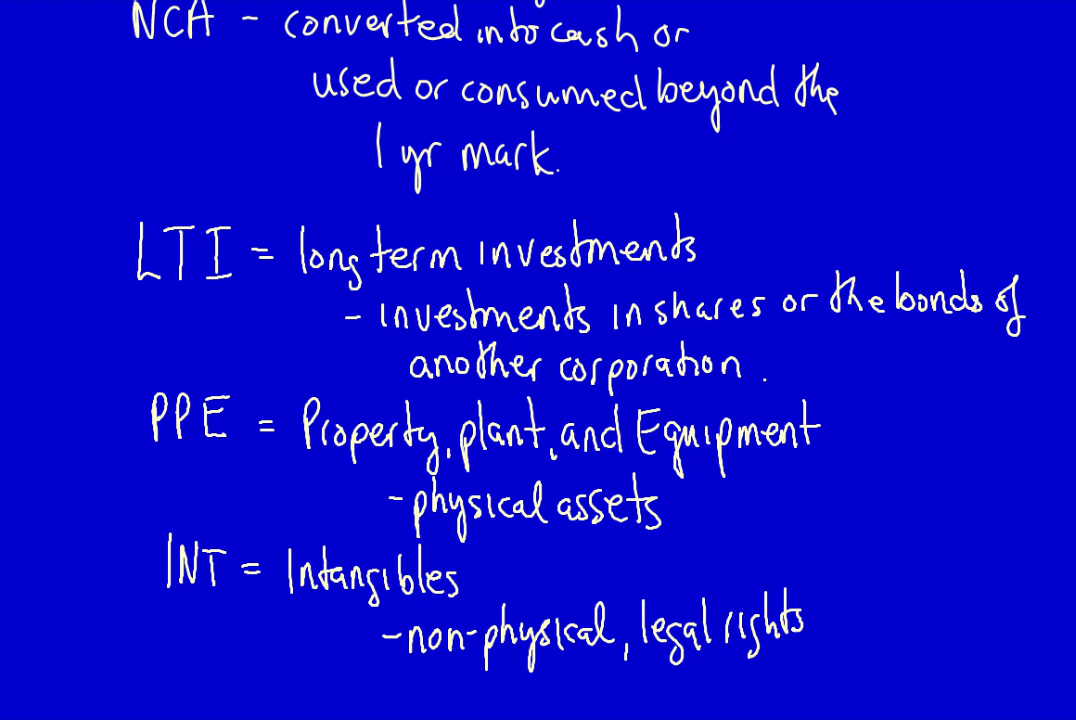 NCA - converted into cash or
used or consumed beyond the
1 yr mark.
LTI = long term investments
- investments in shares or the bonds of
another corporation.
PPE = Property, plant, and Equipment
- physical assets
INT = Intangibles
- non-physical, legal rights